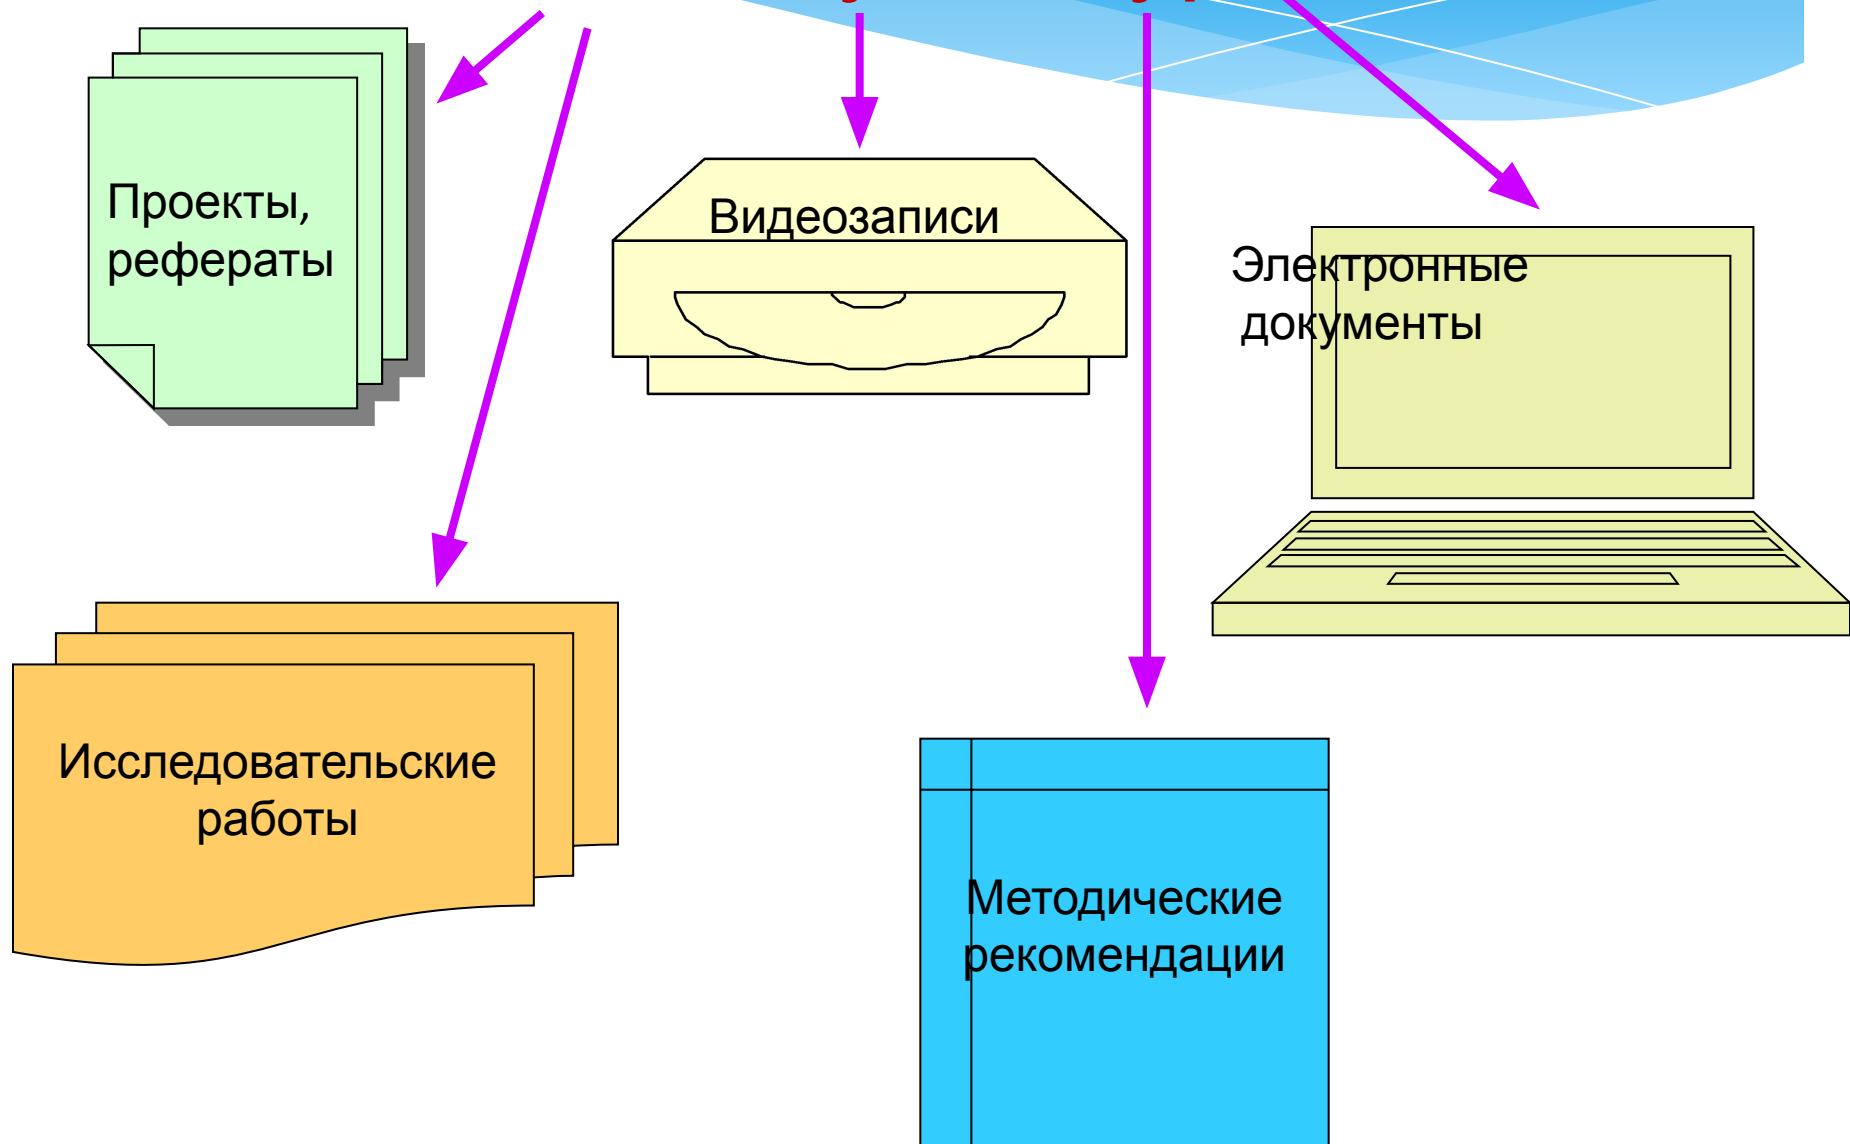 Проекты,
рефераты
Видеозаписи
Электронные
документы
Исследовательские
работы
Методические
рекомендации